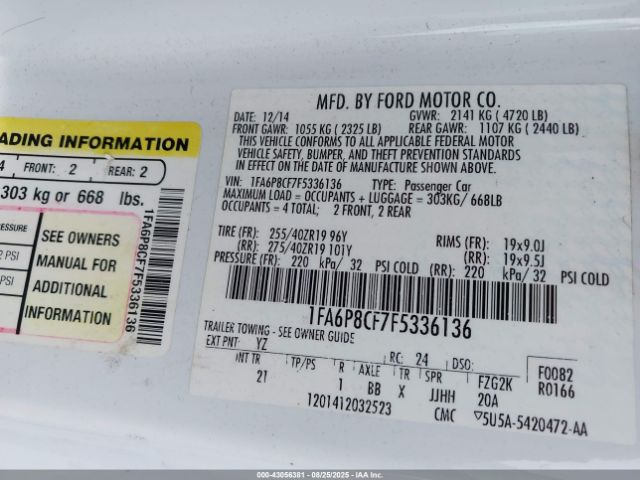 ADING INFORMATION
4 FRONT: 2 REAR: 2
303 kg or 668 lbs.
PRESSURE
PSI
PSI
SEE OWNERS
MANUAL FOR
ADDITIONAL
INFORMATION
1FA6P8CF7F5336136
MFD. BY FORD MOTOR CO.
DATE: 12/14 GVWR: 2141 KG ( 4720 LB)
FRONT GAWR: 1055 KG ( 2325 LB) REAR GAWR: 1107 KG ( 2440 LB)
THIS VEHICLE CONFORMS TO ALL APPLICABLE FEDERAL MOTOR
VEHICLE SAFETY, BUMPER, AND THEFT PREVENTION STANDARDS
IN EFFECT ON THE DATE OF MANUFACTURE SHOWN ABOVE.
VIN: 1FA6P8CF7F5336136 TYPE: Passenger Car
MAXIMUM LOAD = OCCUPANTS + LUGGAGE = 303KG/ 668LB
OCCUPANTS = 4 TOTAL; 2 FRONT, 2 REAR
TIRE (FR): 255/40ZR19 96Y RIMS (FR): 19x9.0J
(RR): 275/40ZR19 101Y (RR): 19x9.5J
PRESSURE (FR): 220 kPa/ 32 PSI COLD (RR): 220 kPa/ 32 PSI COLD
1FA6P8CF7F5336136
TRAILER TOWING - SEE OWNER GUIDE
EXT PNT: YZ RC: 24 DSO: F0082
INT TR TP/PS R AXLE TR SPR FZG2K R0166
2T 1 BB X JJHH 20A
1201412032523 CMC 5U5A-5420472-AA
000-43056381 - 08/25/2025 - IAAI.com